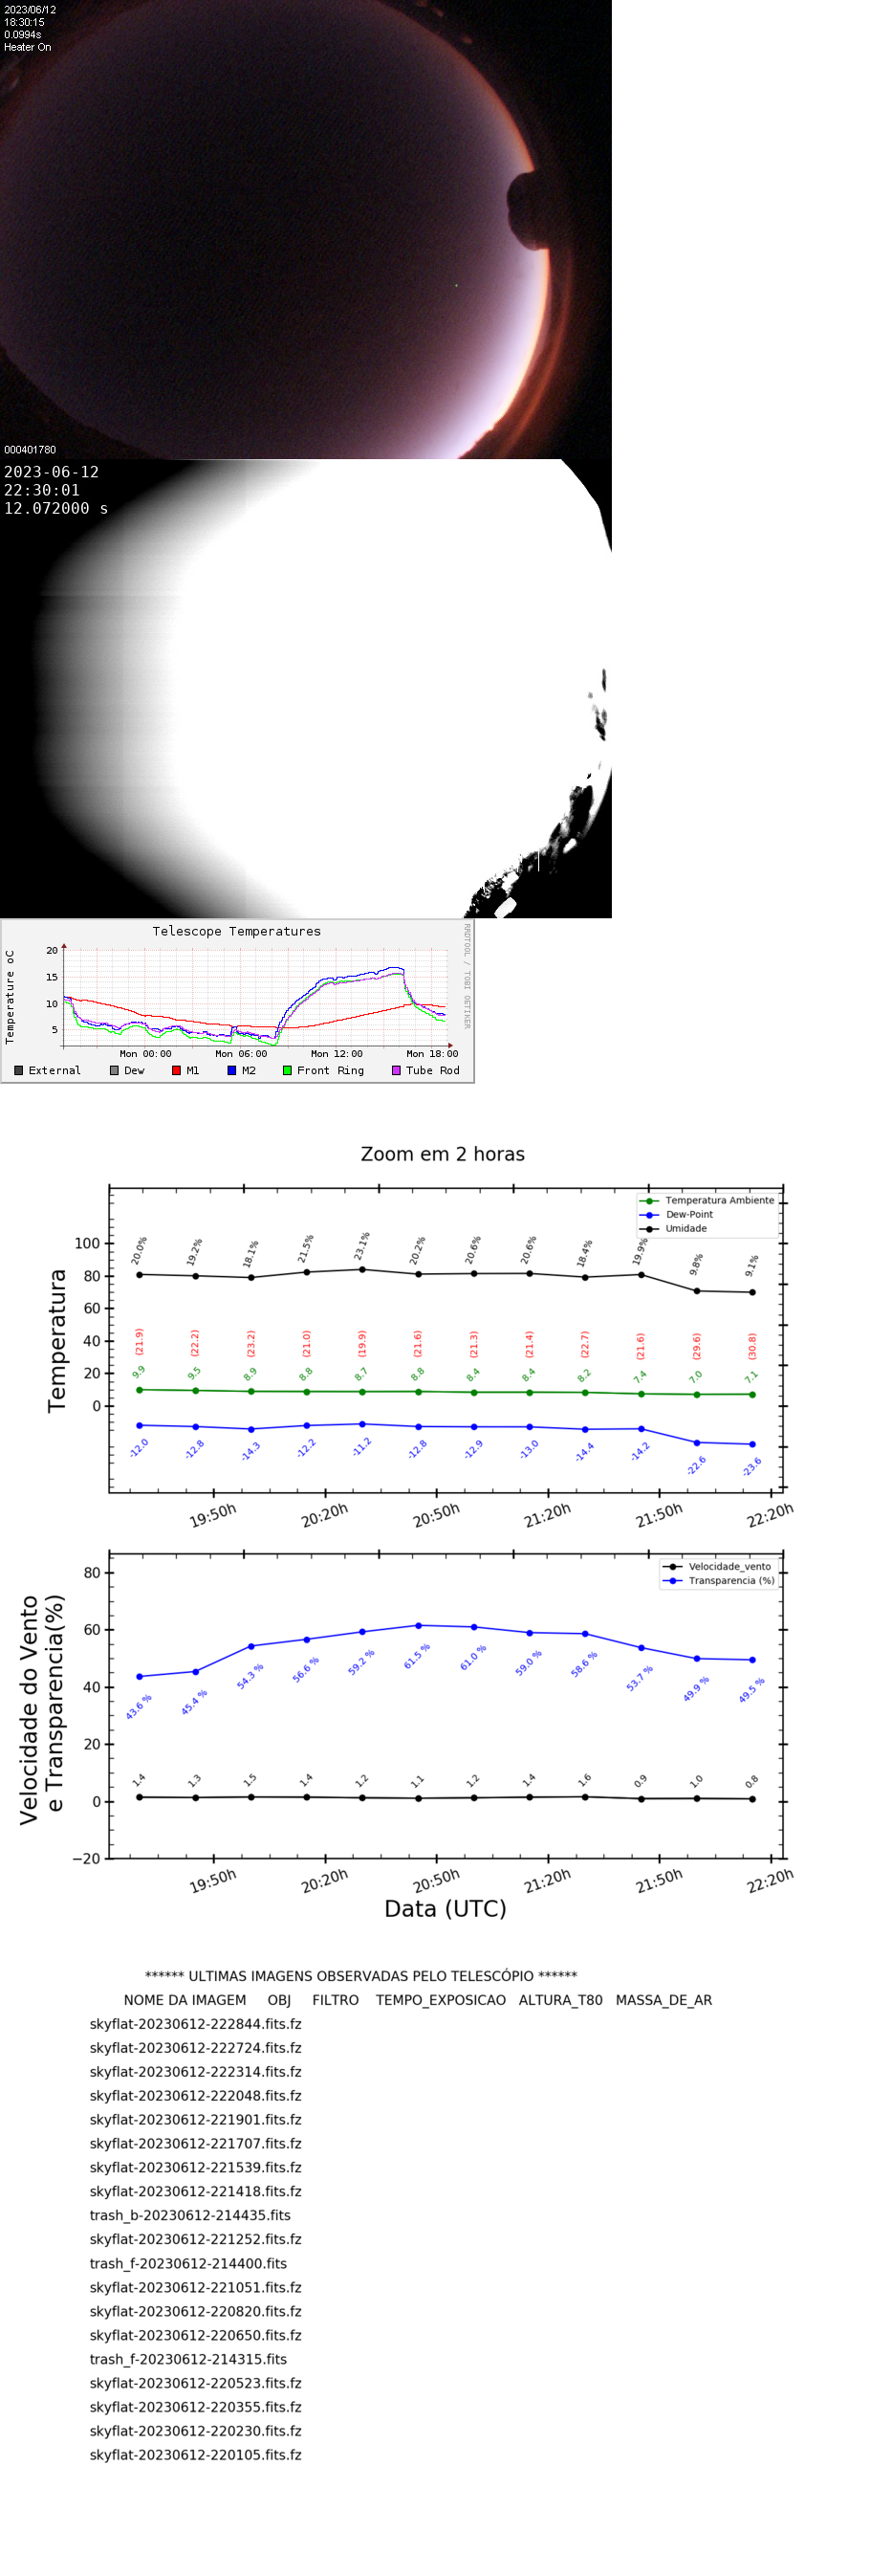 2023/06/12
18:30:15
0.0994s
Heater On
000401780
2023-06-12
22:30:01
12.072000 s
Telescope Temperatures
RRDTOOL / TOBI OETIKER
Temperature oC
20
15
10
5
Mon 00:00 Mon 06:00 Mon 12:00 Mon 18:00
External Dew M1 M2 Front Ring Tube Rod
Zoom em 2 horas
Temperatura Ambiente
Dew-Point
Umidade
Temperatura
100
80
60
40
20
0
20.0% 19.2% 18.1% 21.5% 23.1% 20.2% 20.6% 20.6% 18.4% 19.9% 9.8% 9.1%
(21.9) (22.2) (23.2) (21.0) (19.9) (21.6) (21.3) (21.4) (22.7) (21.6) (29.6) (30.8)
9.9 9.5 8.9 8.8 8.7 8.8 8.4 8.4 8.2 7.4 7.0 7.1
-12.0 -12.8 -14.3 -12.2 -11.2 -12.8 -12.9 -13.0 -14.4 -14.2 -22.6 -23.6
19:50h 20:20h 20:50h 21:20h 21:50h 22:20h
Velocidade_vento
Transparencia (%)
Velocidade do Vento
e Transparencia(%)
80
60
40
20
0
−20
43.6 % 45.4 % 54.3 % 56.6 % 59.2 % 61.5 % 61.0 % 59.0 % 58.6 % 53.7 % 49.9 % 49.5 %
1.4 1.3 1.5 1.4 1.2 1.1 1.2 1.4 1.6 0.9 1.0 0.8
19:50h 20:20h 20:50h 21:20h 21:50h 22:20h
Data (UTC)
****** ULTIMAS IMAGENS OBSERVADAS PELO TELESCÓPIO ******
NOME DA IMAGEM OBJ FILTRO TEMPO_EXPOSICAO ALTURA_T80 MASSA_DE_AR
skyflat-20230612-222844.fits.fz
skyflat-20230612-222724.fits.fz
skyflat-20230612-222314.fits.fz
skyflat-20230612-222048.fits.fz
skyflat-20230612-221901.fits.fz
skyflat-20230612-221707.fits.fz
skyflat-20230612-221539.fits.fz
skyflat-20230612-221418.fits.fz
trash_b-20230612-214435.fits
skyflat-20230612-221252.fits.fz
trash_f-20230612-214400.fits
skyflat-20230612-221051.fits.fz
skyflat-20230612-220820.fits.fz
skyflat-20230612-220650.fits.fz
trash_f-20230612-214315.fits
skyflat-20230612-220523.fits.fz
skyflat-20230612-220355.fits.fz
skyflat-20230612-220230.fits.fz
skyflat-20230612-220105.fits.fz